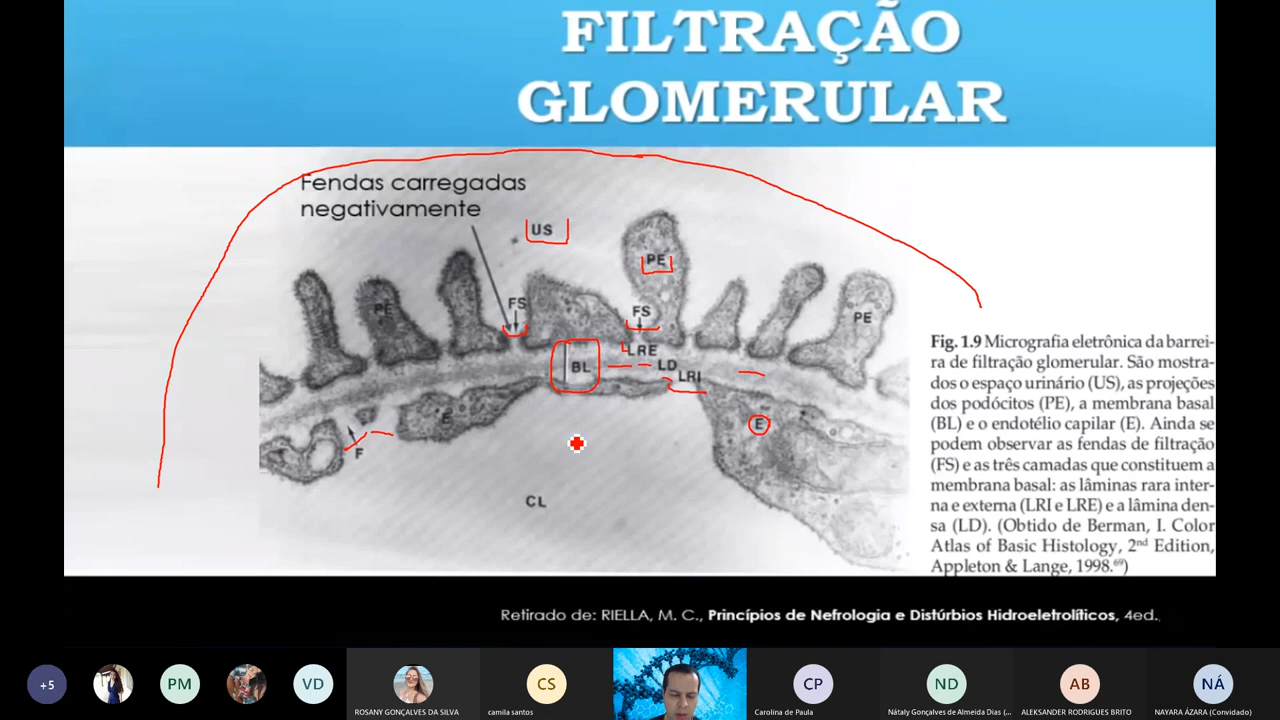 FILTRAÇÃO
GLOMERULAR
Fendas carregadas
negativamente
US
PE
PE
FS
FS
PE
LRE
BL
LD
LRI
E
E
F
CL
Fig. 1.9 Micrografia eletrônica da barrei-
ra de filtração glomerular. São mostra-
dos o espaço urinário (US), as projeções
dos podócitos (PE), a membrana basal
(BL) e o endotélio capilar (E). Ainda se
podem observar as fendas de filtração
(FS) e as três camadas que constituem a
membrana basal: as lâminas rara inter-
na e externa (LRI e LRE) e a lâmina den-
sa (LD). (Obtido de Berman, I. Color
Atlas of Basic Histology, 2nd Edition,
Appleton & Lange, 1998.69)
Retirado de: RIELLA, M. C., Princípios de Nefrologia e Distúrbios Hidroeletrolíticos, 4ed.,
+5
PM
VD
CS
CP
ND
AB
NÁ
ROSANY GONÇALVES DA SILVA
camila santos
Carolina de Paula
Nátaly Gonçalves de Almeida Dias (...
ALEKSANDER RODRIGUES BRITO
NAYARA ÁZARA (Convidado)